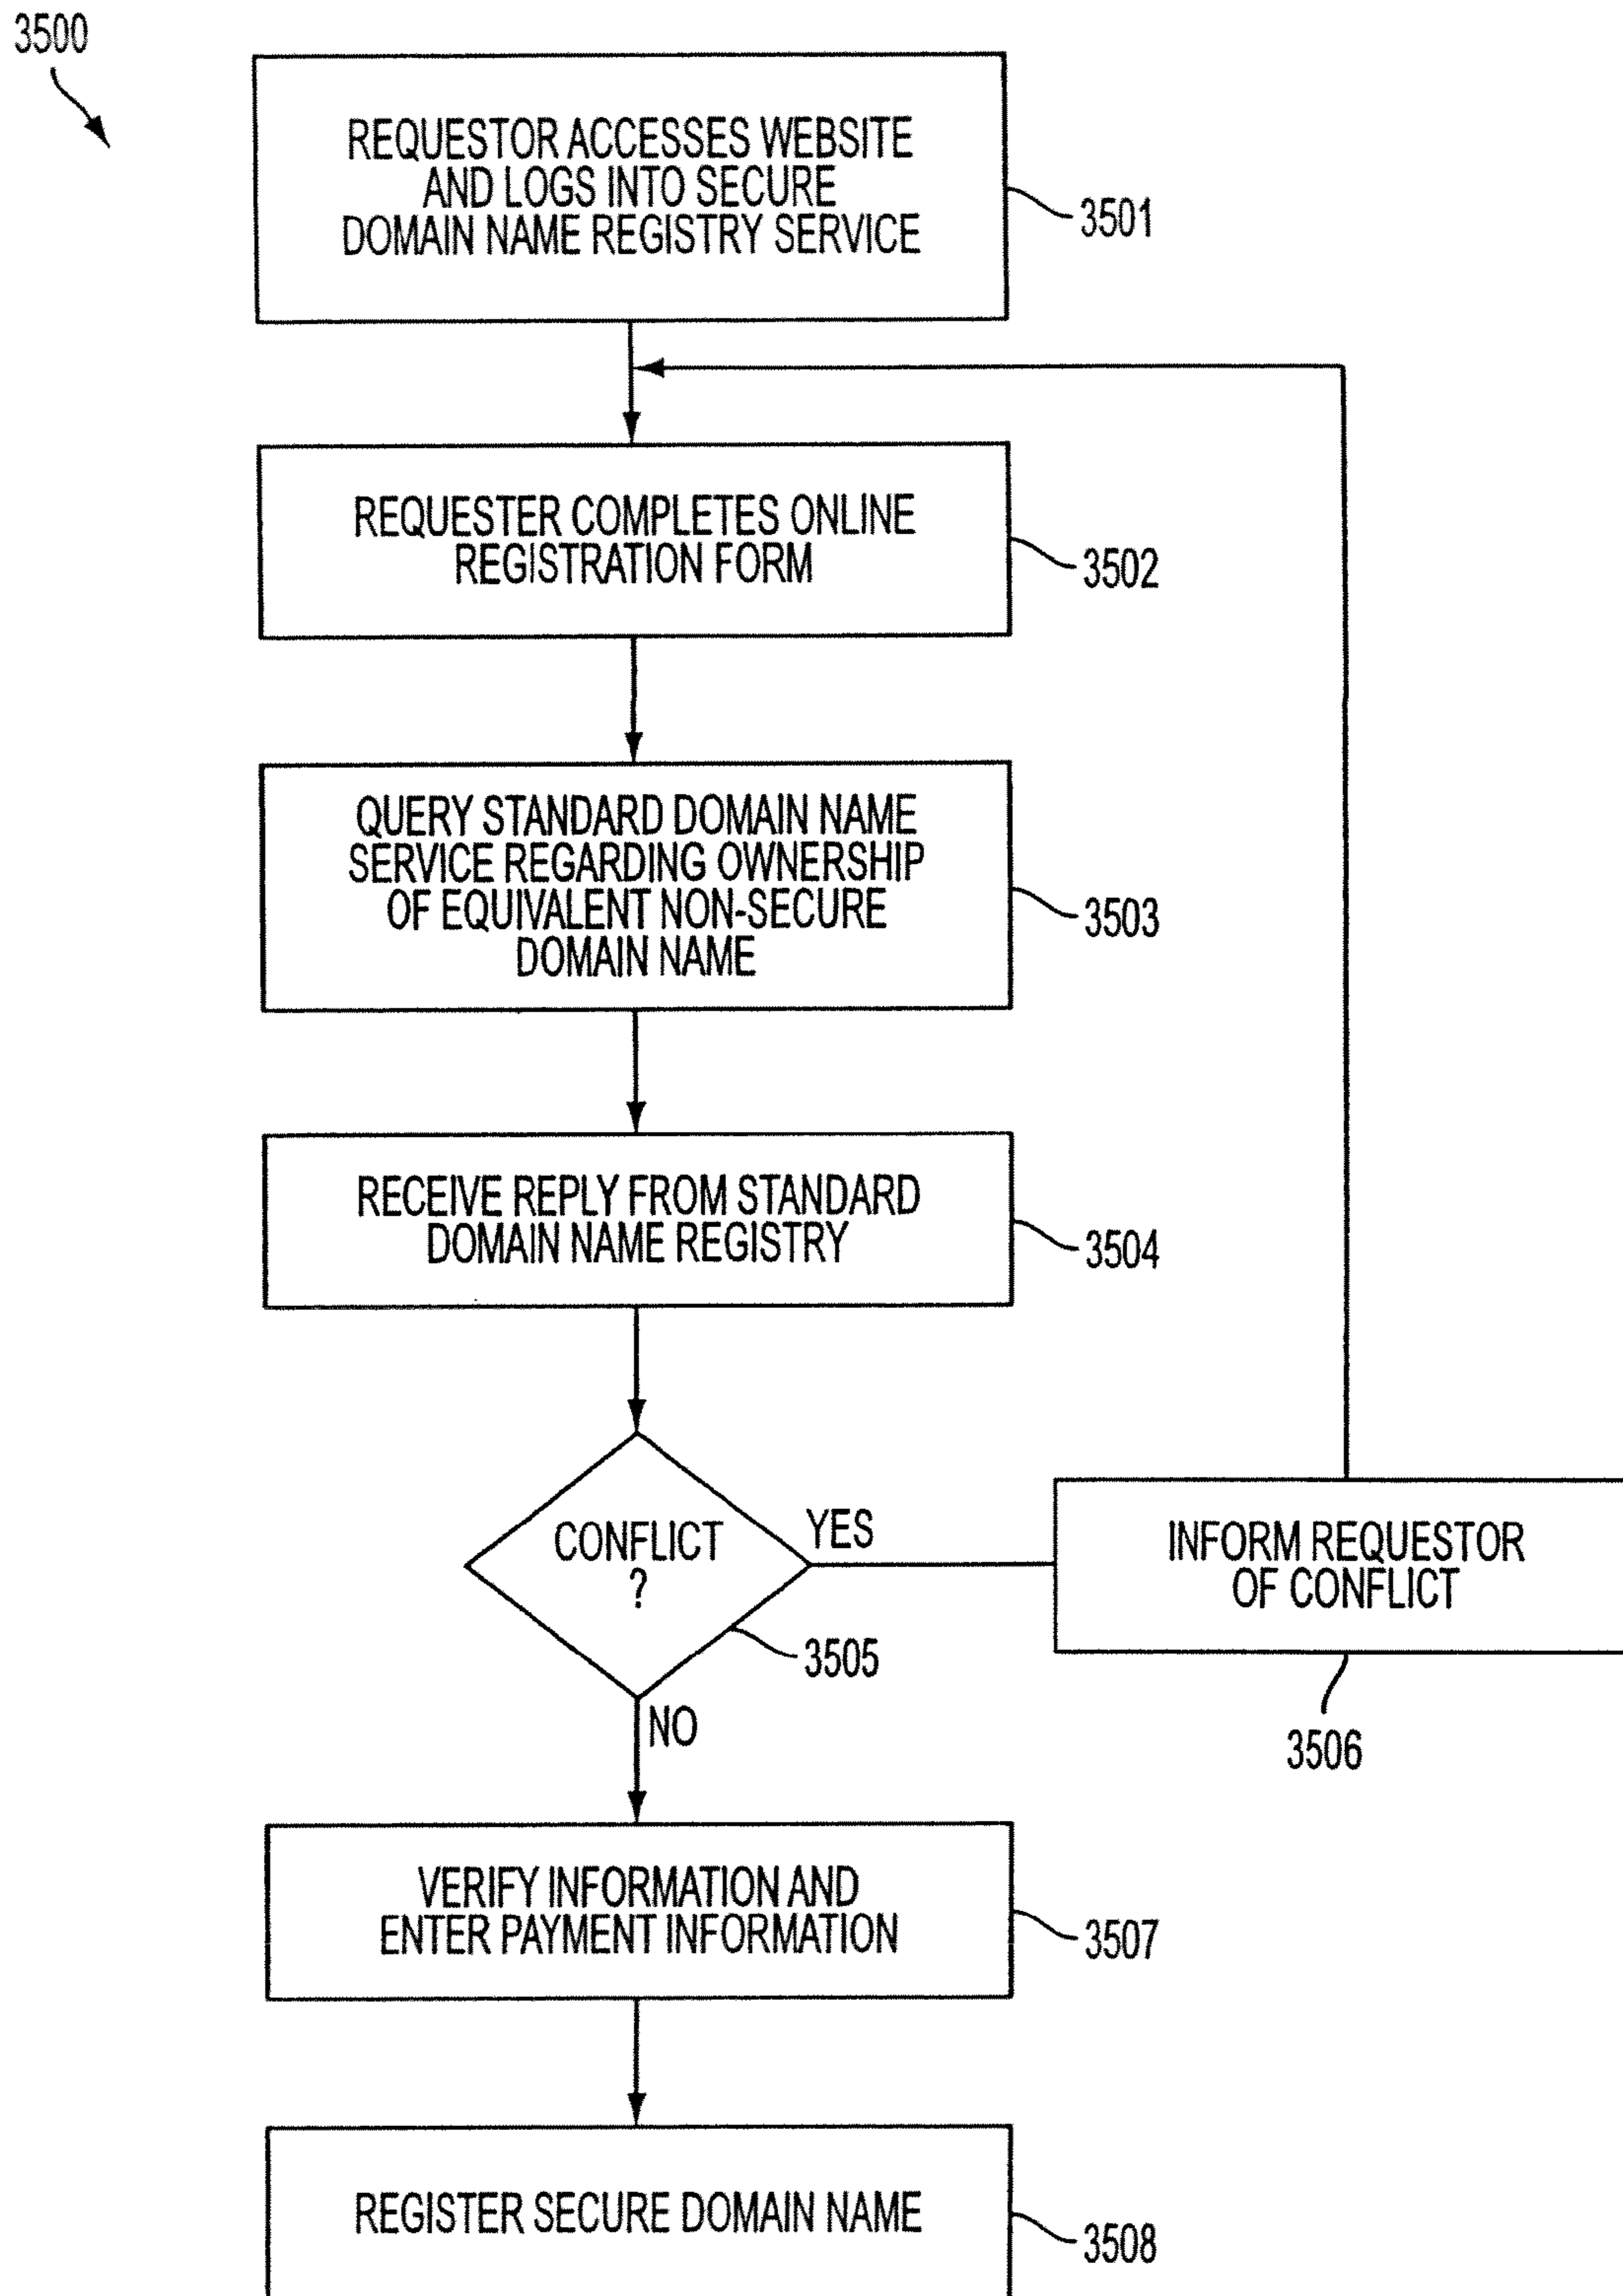 3500
REQUESTOR ACCESSES WEBSITE
AND LOGS INTO SECURE
DOMAIN NAME REGISTRY SERVICE
3501
REQUESTER COMPLETES ONLINE
REGISTRATION FORM
3502
QUERY STANDARD DOMAIN NAME
SERVICE REGARDING OWNERSHIP
OF EQUIVALENT NON-SECURE
DOMAIN NAME
3503
RECEIVE REPLY FROM STANDARD
DOMAIN NAME REGISTRY
3504
CONFLICT
?
YES
3505
NO
INFORM REQUESTOR
OF CONFLICT
3506
VERIFY INFORMATION AND
ENTER PAYMENT INFORMATION
3507
REGISTER SECURE DOMAIN NAME
3508